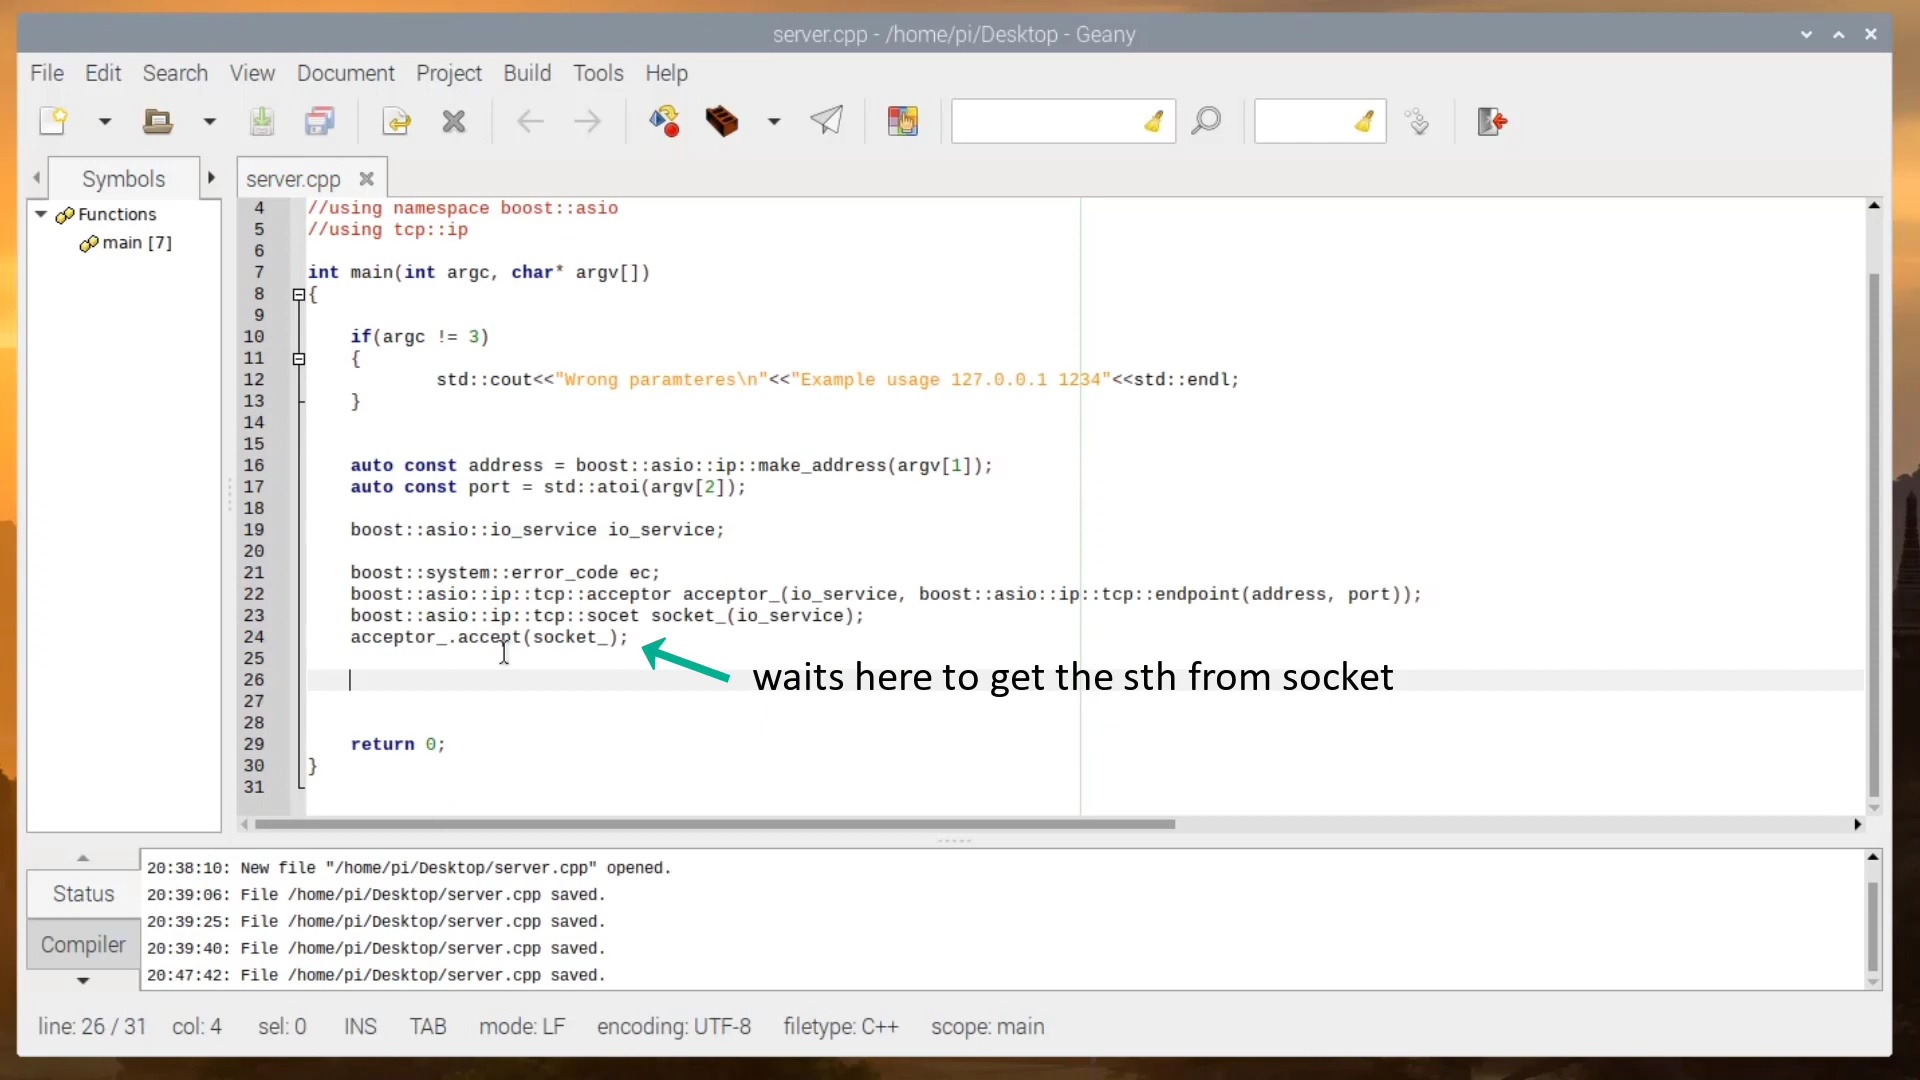 server.cpp - /home/pi/Desktop - Geany
File Edit Search View Document Project Build Tools Help
Symbols
server.cpp
Functions
main [7]
4 //using namespace boost::asio
5 //using tcp::ip
6
7 int main(int argc, char* argv[])
8 {
9
10 if(argc != 3)
11 {
12 std::cout<<"Wrong paramteres\n"<<"Example usage 127.0.0.1 1234"<<std::endl;
13 }
14
15
16 auto const address = boost::asio::ip::make_address(argv[1]);
17 auto const port = std::atoi(argv[2]);
18
19 boost::asio::io_service io_service;
20
21 boost::system::error_code ec;
22 boost::asio::ip::tcp::acceptor acceptor_(io_service, boost::asio::ip::tcp::endpoint(address, port));
23 boost::asio::ip::tcp::socet socket_(io_service);
24 acceptor_.accept(socket_);
25
waits here to get the sth from socket
26
27
28
29 return 0;
30 }
31
Status
Compiler
20:38:10: New file "/home/pi/Desktop/server.cpp" opened.
20:39:06: File /home/pi/Desktop/server.cpp saved.
20:39:25: File /home/pi/Desktop/server.cpp saved.
20:39:40: File /home/pi/Desktop/server.cpp saved.
20:47:42: File /home/pi/Desktop/server.cpp saved.
line: 26 / 31 col: 4 sel: 0 INS TAB mode: LF encoding: UTF-8 filetype: C++ scope: main